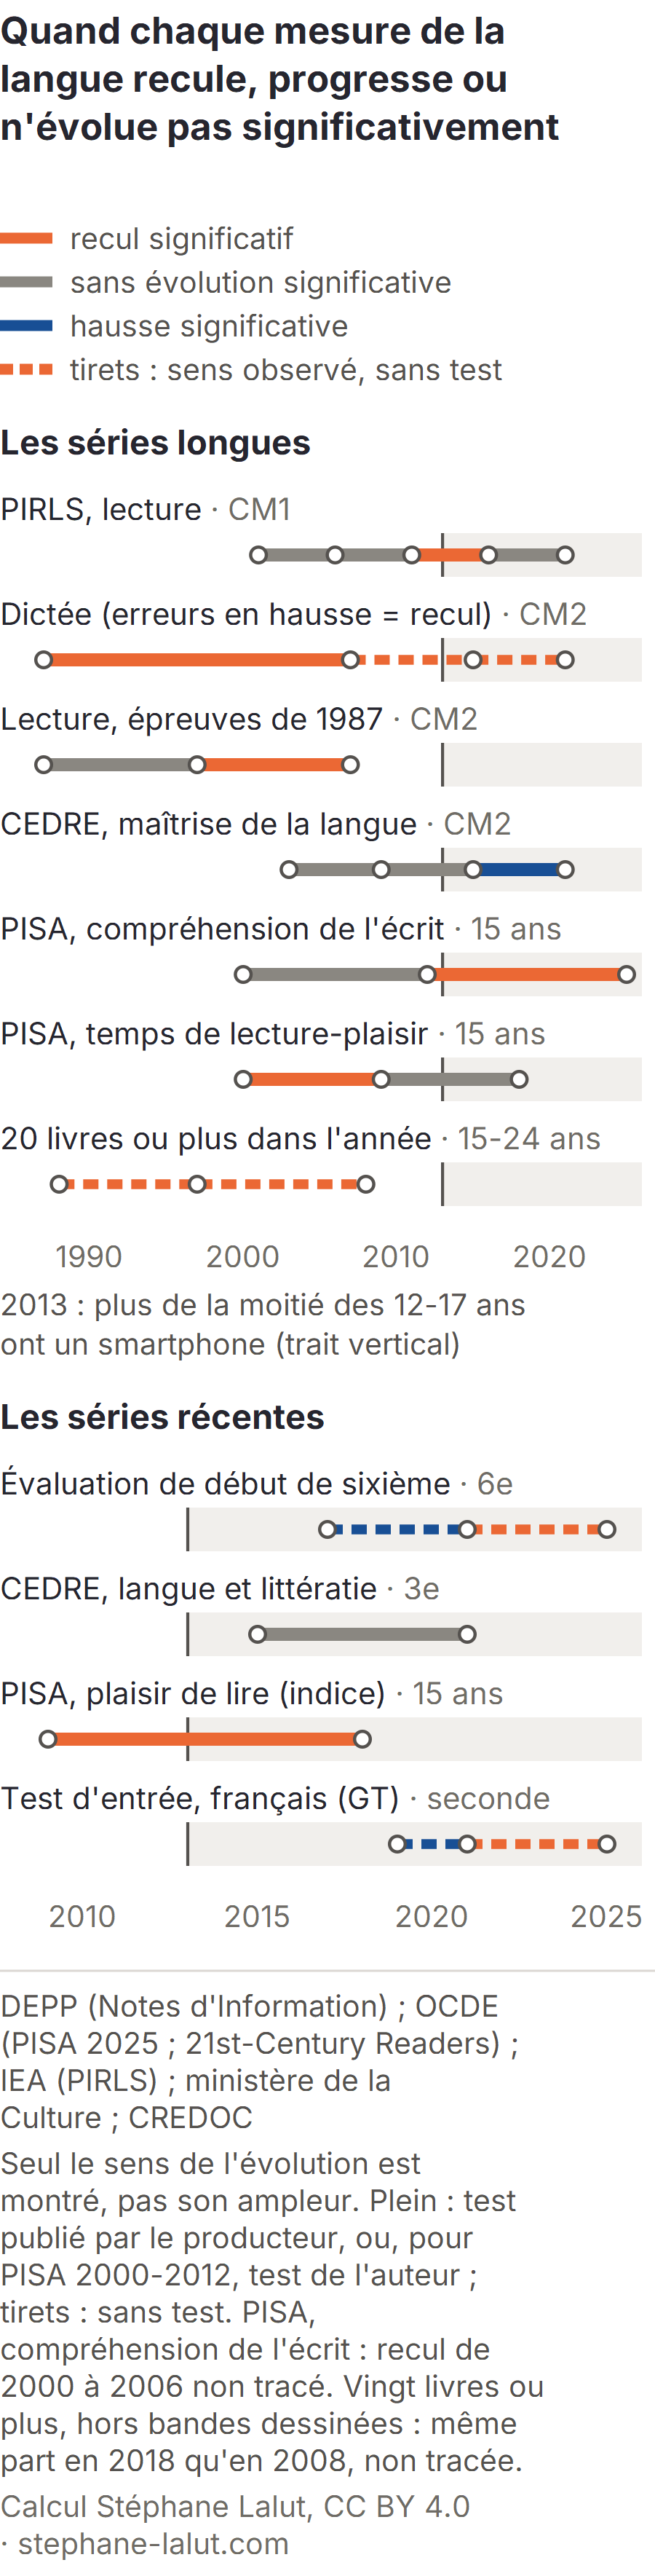 Quand chaque mesure de la
langue recule, progresse ou
n'évolue pas significativement
recul significatif
sans évolution significative
hausse significative
tirets : sens observé, sans test
Les séries longues
PIRLS, lecture · CM1
Dictée (erreurs en hausse = recul) · CM2
Lecture, épreuves de 1987 · CM2
CEDRE, maîtrise de la langue · CM2
PISA, compréhension de l'écrit · 15 ans
PISA, temps de lecture-plaisir · 15 ans
20 livres ou plus dans l'année · 15-24 ans
1990 2000 2010 2020
2013 : plus de la moitié des 12-17 ans
ont un smartphone (trait vertical)
Les séries récentes
Évaluation de début de sixième · 6e
CEDRE, langue et littératie · 3e
PISA, plaisir de lire (indice) · 15 ans
Test d'entrée, français (GT) · seconde
2010 2015 2020 2025
DEPP (Notes d'Information) ; OCDE
(PISA 2025 ; 21st-Century Readers) ;
IEA (PIRLS) ; ministère de la
Culture ; CREDOC
Seul le sens de l'évolution est
montré, pas son ampleur. Plein : test
publié par le producteur, ou, pour
PISA 2000-2012, test de l'auteur ;
tirets : sans test. PISA,
compréhension de l'écrit : recul de
2000 à 2006 non tracé. Vingt livres ou
plus, hors bandes dessinées : même
part en 2018 qu'en 2008, non tracée.
Calcul Stéphane Lalut, CC BY 4.0
· stephane-lalut.com